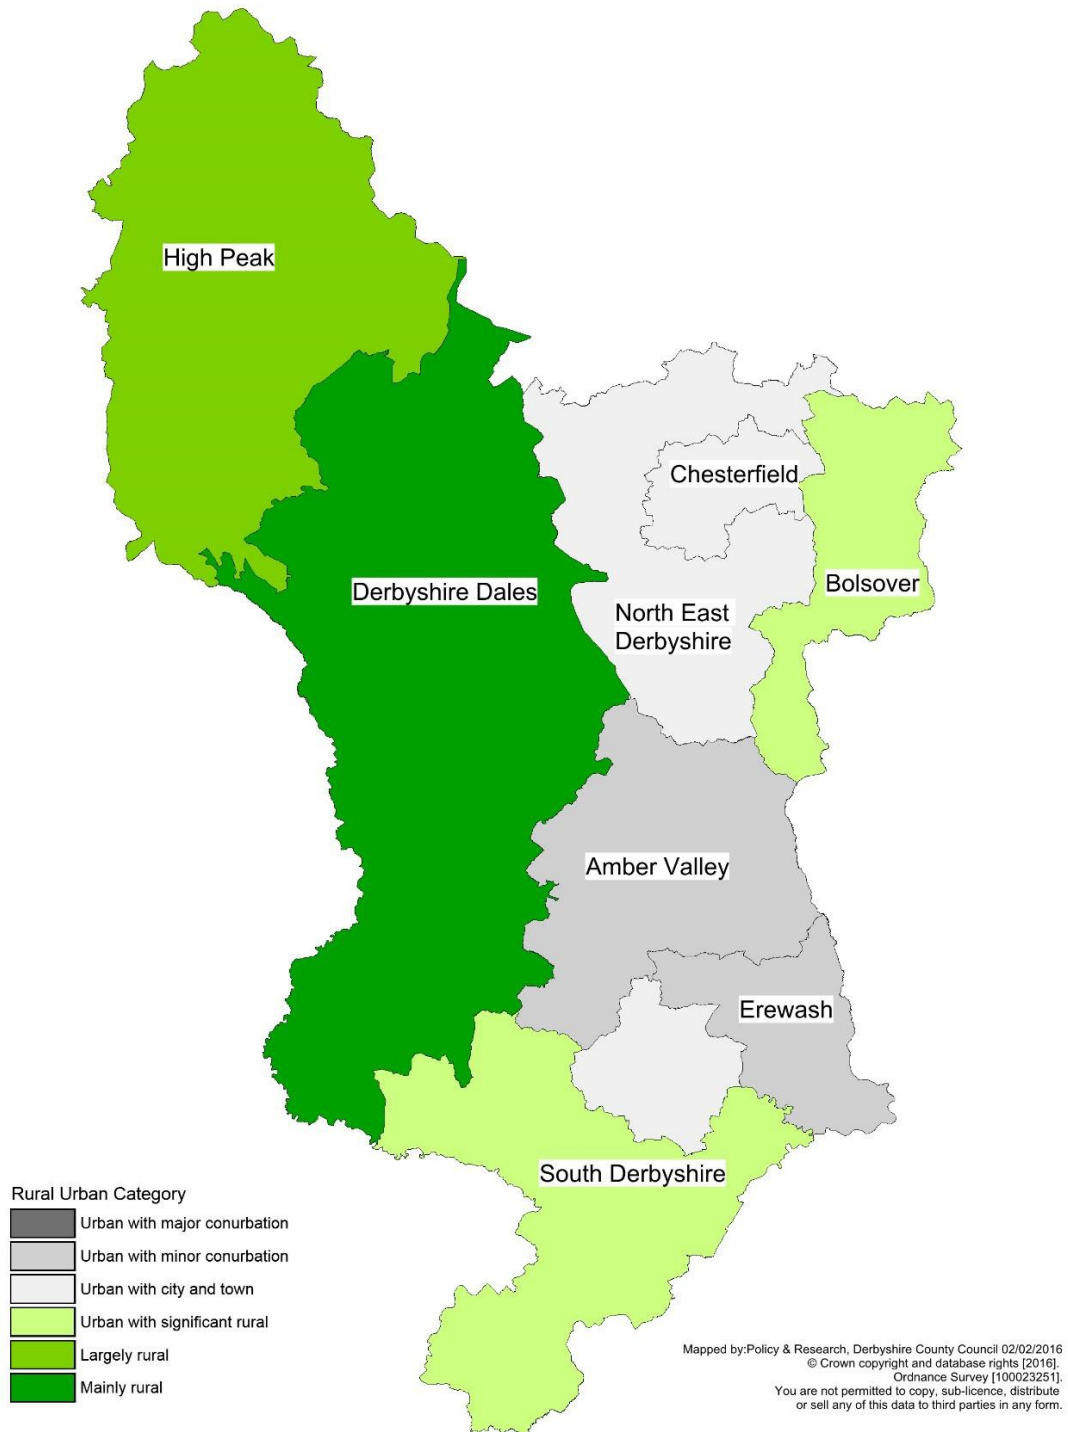 High Peak
Chesterfield
Bolsover
Derbyshire Dales
North East
Derbyshire
Amber Valley
Erewash
South Derbyshire
Rural Urban Category
Urban with major conurbation
Urban with minor conurbation
Urban with city and town
Urban with significant rural
Largely rural
Mainly rural
Mapped by:Policy & Research, Derbyshire County Council 02/02/2016
© Crown copyright and database rights [2016].
Ordnance Survey [100023251].
You are not permitted to copy, sub-licence, distribute
or sell any of this data to third parties in any form.